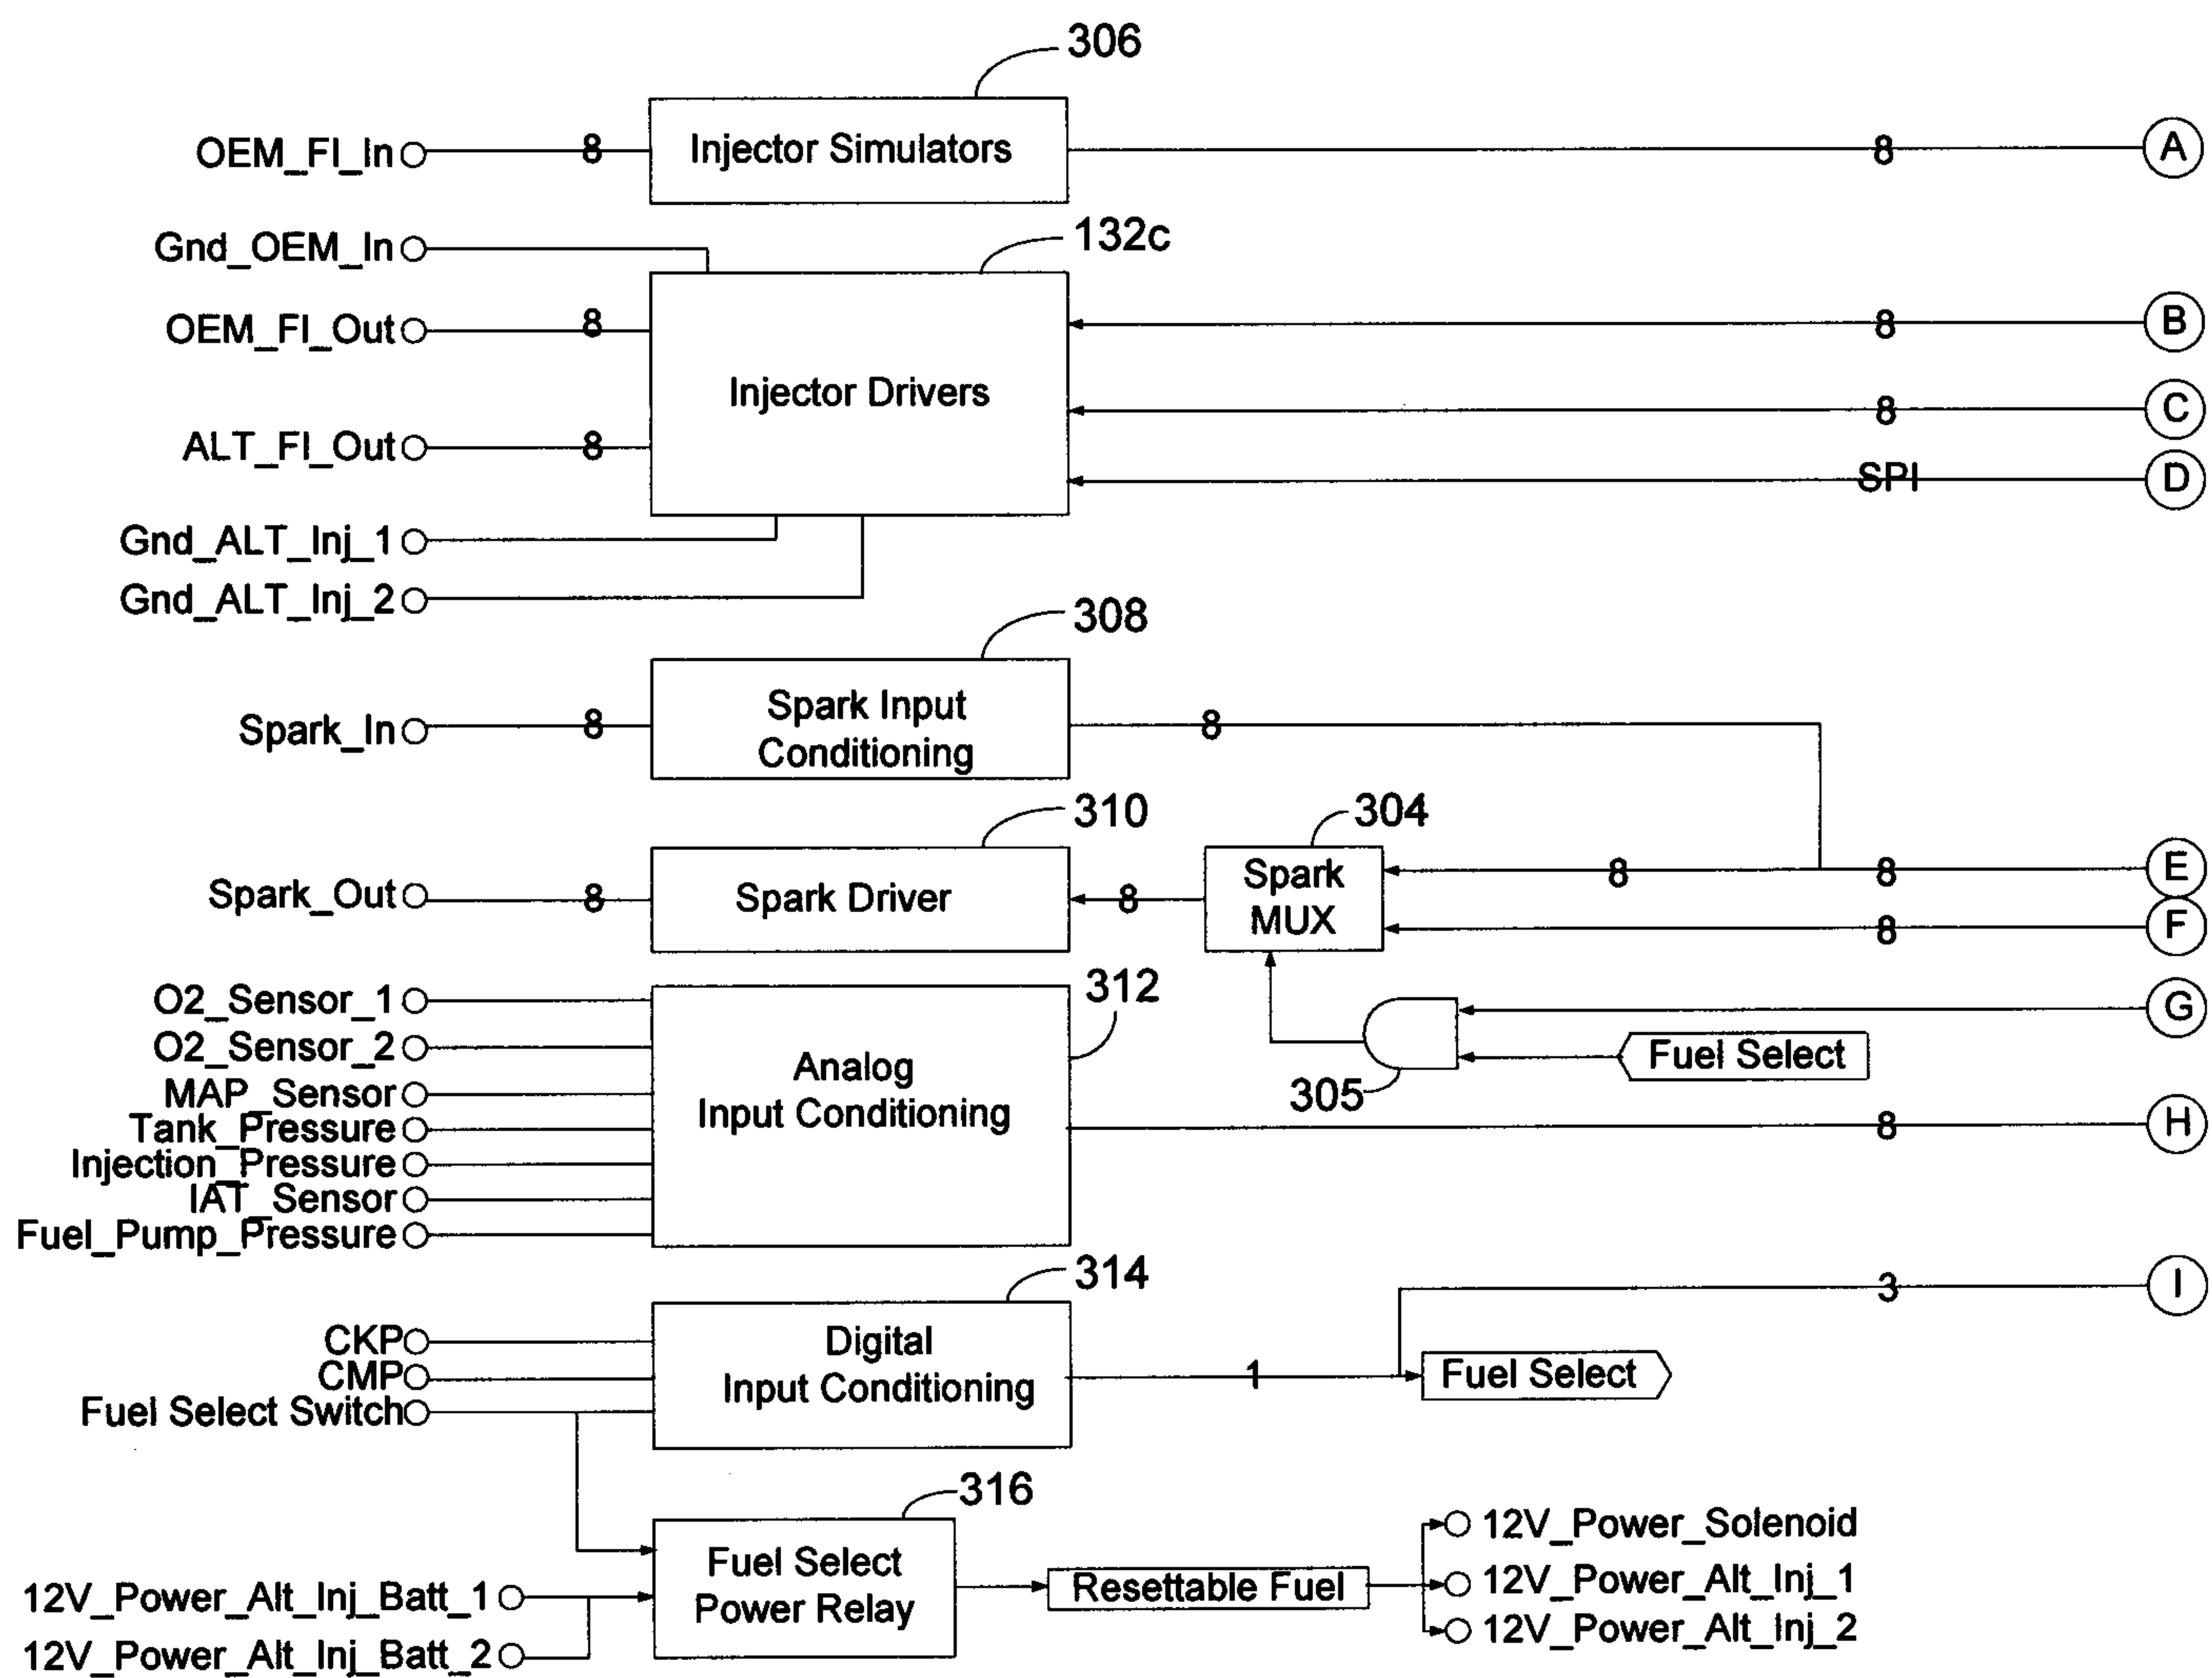 306
OEM_FI_In 8 Injector Simulators 8 A
132c
Gnd_OEM_In
OEM_FI_Out 8 8 B
Injector Drivers 8 C
ALT_FI_Out 8
SPI D
Gnd_ALT_Inj_1
Gnd_ALT_Inj_2
308
Spark_In 8 Spark Input 8
Conditioning
310 304
Spark_Out 8 Spark Driver 8 Spark 8 8 E
MUX 8 F
312
O2_Sensor_1 G
O2_Sensor_2 Fuel Select
Analog
305
MAP_Sensor
Input Conditioning
Tank_Pressure 8 H
Injection_Pressure
IAT_Sensor
Fuel_Pump_Pressure
314
3 I
CKP Digital
CMP 1 Fuel Select
Input Conditioning
Fuel Select Switch
316
12V_Power_Solenoid
Fuel Select
12V_Power_Alt_Inj_Batt_1 Power Relay Resettable Fuel 12V_Power_Alt_Inj_1
12V_Power_Alt_Inj_2
12V_Power_Alt_Inj_Batt_2